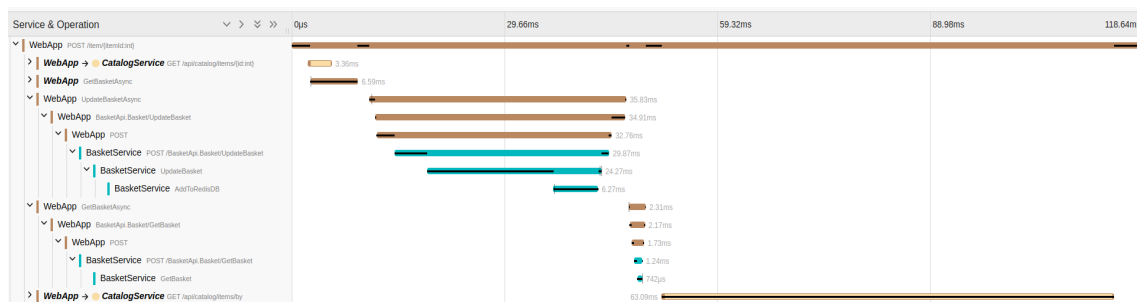 Service & Operation 0µs 29.66ms 59.32ms 88.98ms 118.64m
WebApp POST /item/{itemId:int}
WebApp → CatalogService GET /api/catalog/items/{id:int} 3.36ms
WebApp GetBasketAsync 6.59ms
WebApp UpdateBasketAsync 35.83ms
WebApp BasketApi.Basket/UpdateBasket 34.91ms
WebApp POST 32.76ms
BasketService POST /BasketApi.Basket/UpdateBasket 29.87ms
BasketService UpdateBasket 24.27ms
BasketService AddToRedisDB 6.27ms
WebApp GetBasketAsync 2.31ms
WebApp BasketApi.Basket/GetBasket 2.17ms
WebApp POST 1.73ms
BasketService POST /BasketApi.Basket/GetBasket 1.24ms
BasketService GetBasket 742µs
WebApp → CatalogService GET /api/catalog/items/by 63.09ms